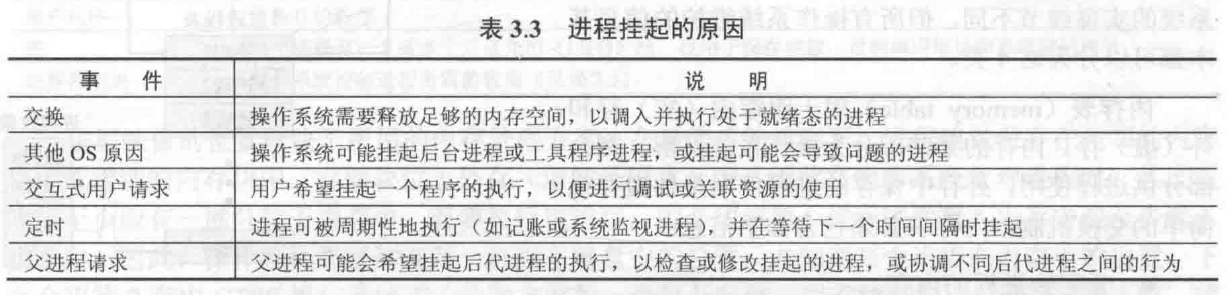 表 3.3 进程挂起的原因
事 件 说 明
交换 操作系统需要释放足够的内存空间，以调入并执行处于就绪态的进程
其他 OS 原因 操作系统可能挂起后台进程或工具程序进程，或挂起可能会导致问题的进程
交互式用户请求 用户希望挂起一个程序的执行，以便进行调试或关联资源的使用
定时 进程可被周期性地执行（如记账或系统监视进程），并在等待下一个时间间隔时挂起
父进程请求 父进程可能会希望挂起后代进程的执行，以检查或修改挂起的进程，或协调不同后代进程之间的行为